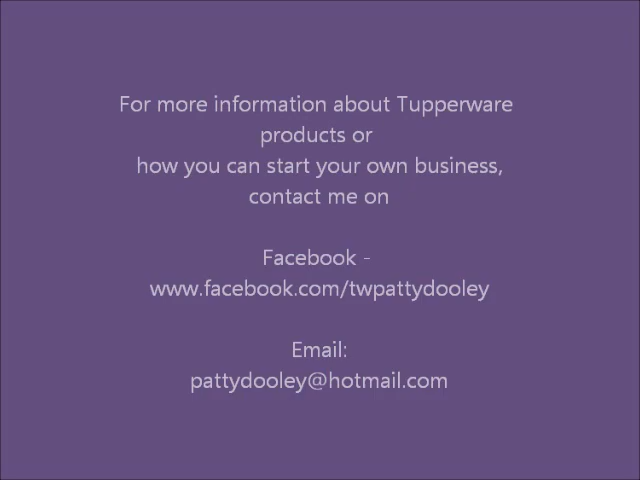 For more information about Tupperware
products or
how you can start your own business,
contact me on
Facebook -
www.facebook.com/twpattydooley
Email:
pattydooley@hotmail.com